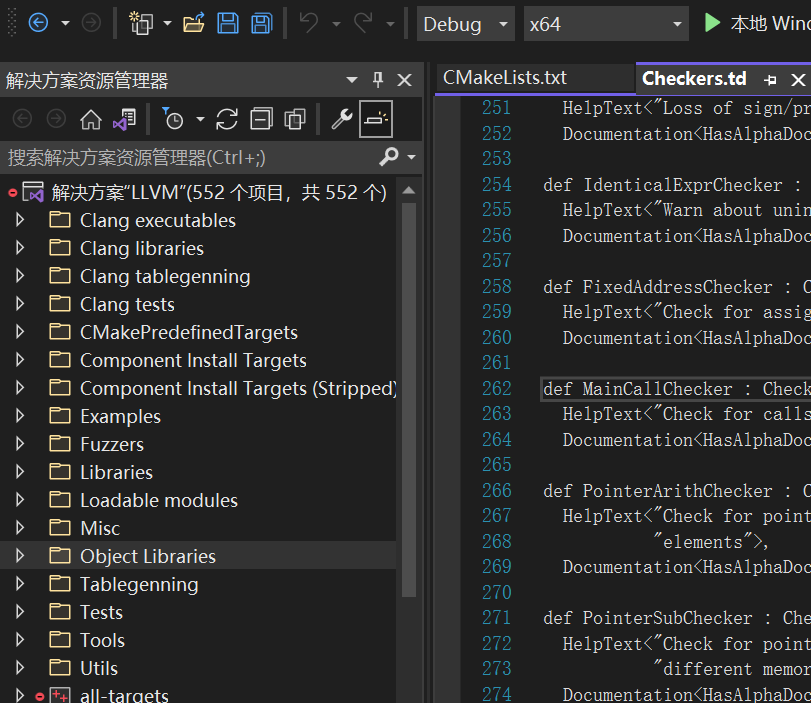 Debug
x64
本地 Wind
解决方案资源管理器
搜索解决方案资源管理器(Ctrl+;)
解决方案“LLVM”(552 个项目，共 552 个)
Clang executables
Clang libraries
Clang tablegenning
Clang tests
CMakePredefinedTargets
Component Install Targets
Component Install Targets (Stripped)
Examples
Fuzzers
Libraries
Loadable modules
Misc
Object Libraries
Tablegenning
Tests
Tools
Utils
all-targets
CMakeLists.txt
Checkers.td
251 HelpText<"Loss of sign/pr
252 Documentation<HasAlphaDoc
253
254 def IdenticalExprChecker :
255 HelpText<"Warn about unin
256 Documentation<HasAlphaDoc
257
258 def FixedAddressChecker : C
259 HelpText<"Check for assig
260 Documentation<HasAlphaDoc
261
262 def MainCallChecker : Check
263 HelpText<"Check for calls
264 Documentation<HasAlphaDoc
265
266 def PointerArithChecker : C
267 HelpText<"Check for point
268 "elements">,
269 Documentation<HasAlphaDoc
270
271 def PointerSubChecker : Che
272 HelpText<"Check for point
273 "different memor
274 Documentation<HasAlphaDoc